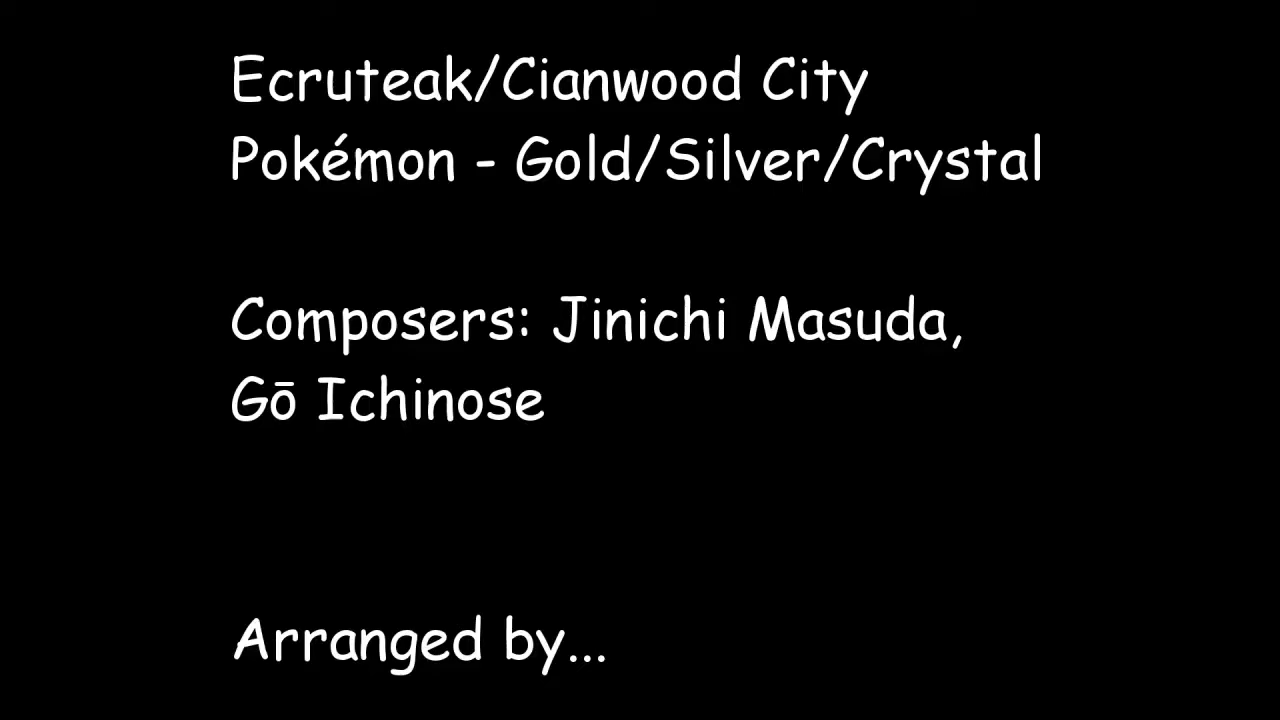 Ecruteak/Cianwood City
Pokémon - Gold/Silver/Crystal
Composers: Jinichi Masuda,
Gō Ichinose
Arranged by...